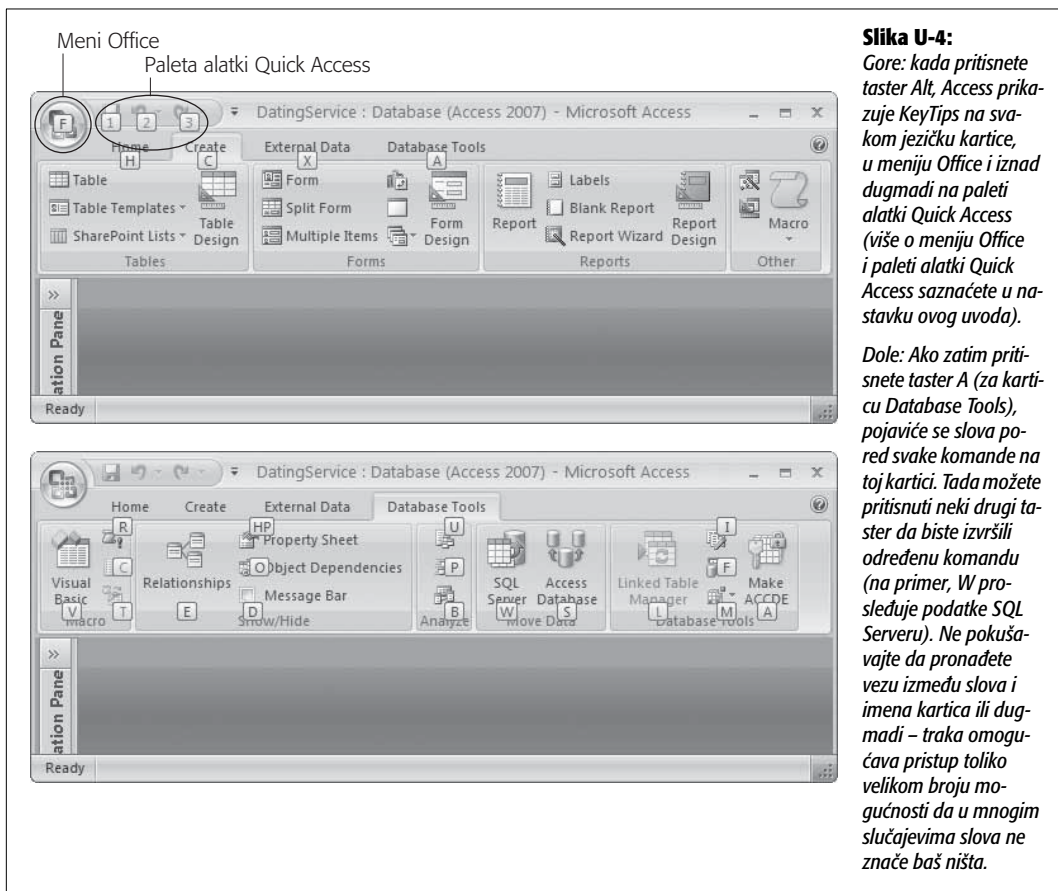 Meni Office
Paleta alatki Quick Access
F
1 2 3
DatingService : Database (Access 2007) - Microsoft Access
Home Create External Data Database Tools
H C X A
Table
Table Templates
SharePoint Lists
Table
Design
Tables
Form
Split Form
Multiple Items
Form
Design
Forms
Report
Labels
Blank Report
Report Wizard
Report
Design
Reports
Macro
Other
»
ation Pane
Ready
DatingService : Database (Access 2007) - Microsoft Access
Home Create External Data Database Tools
Visual
Basic
V
R
C
T
Macro
Relationships
E
HP
Property Sheet
O
Object Dependencies
Message Bar
D
Show/Hide
U
P
B
Analyze
SQL
Server
W
Access
Database
S
Move Data
Linked Table
Manager
L
I
F
M
Make
ACCDE
A
Database Tools
»
ation Pane
Ready
Slika U-4:
Gore: kada pritisnete
taster Alt, Access prika-
zuje KeyTips na sva-
kom jezičku kartice,
u meniju Office i iznad
dugmadi na paleti
alatki Quick Access
(više o meniju Office
i paleti alatki Quick
Access saznaćete u na-
stavku ovog uvoda).
Dole: Ako zatim priti-
snete taster A (za karti-
cu Database Tools),
pojaviće se slova po-
red svake komande na
toj kartici. Tada možete
pritisnuti neki drugi ta-
ster da biste izvršili
određenu komandu
(na primer, W pro-
sleđuje podatke SQL
Serveru). Ne pokuša-
vajte da pronađete
vezu između slova i
imena kartica ili dug-
madi – traka omogu-
ćava pristup toliko
velikom broju mo-
gućnosti da u mnogim
slučajevima slova ne
znače baš ništa.